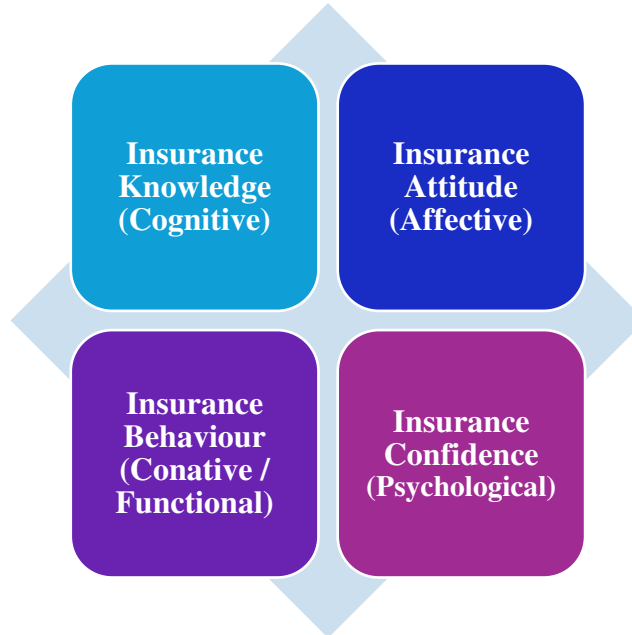 Insurance
Knowledge
(Cognitive)
Insurance
Attitude
(Affective)
Insurance
Behaviour
(Conative /
Functional)
Insurance
Confidence
(Psychological)